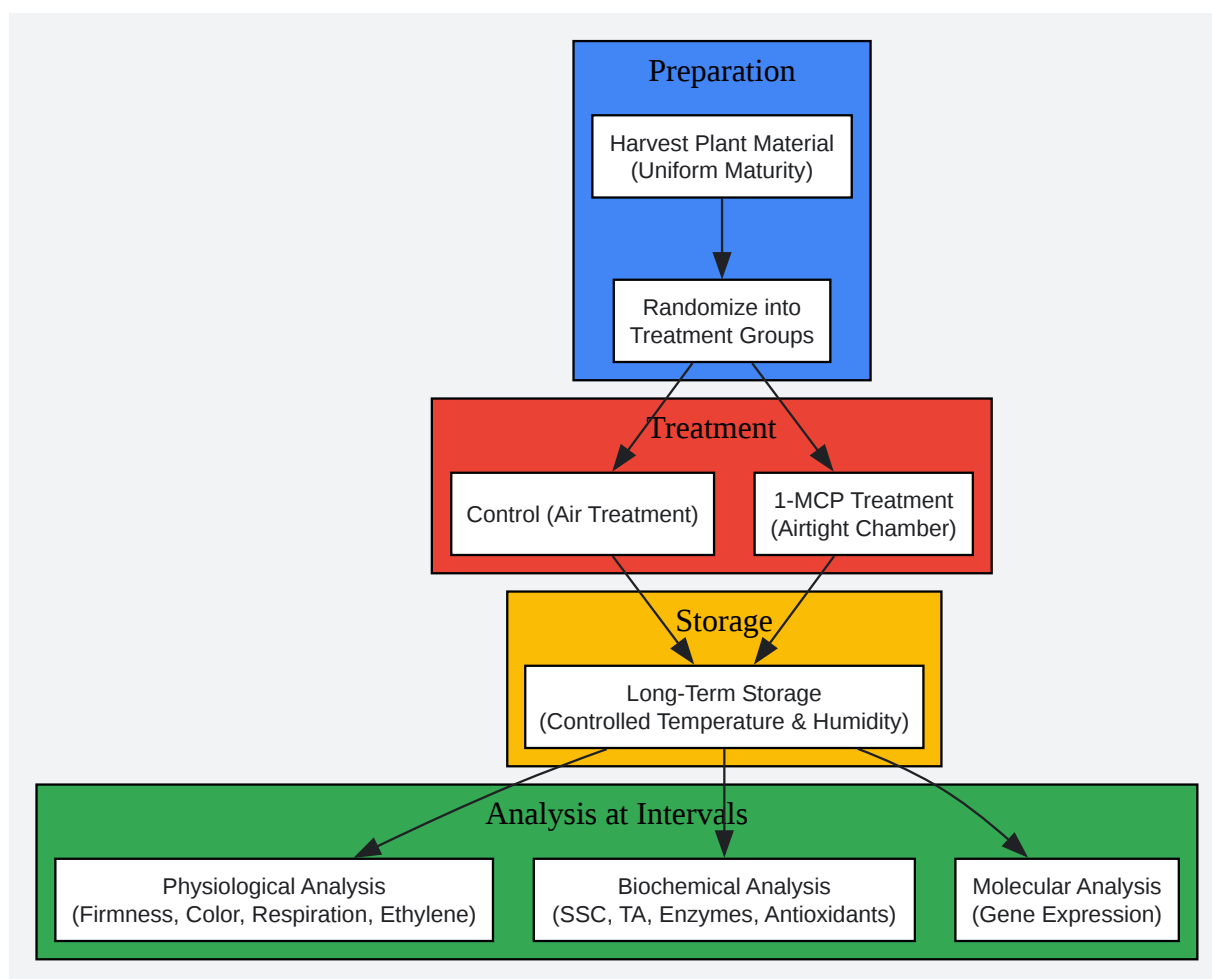 Preparation
Harvest Plant Material
(Uniform Maturity)
Randomize into
Treatment Groups
Treatment
Control (Air Treatment)
1-MCP Treatment
(Airtight Chamber)
Storage
Long-Term Storage
(Controlled Temperature & Humidity)
Analysis at Intervals
Physiological Analysis
(Firmness, Color, Respiration, Ethylene)
Biochemical Analysis
(SSC, TA, Enzymes, Antioxidants)
Molecular Analysis
(Gene Expression)